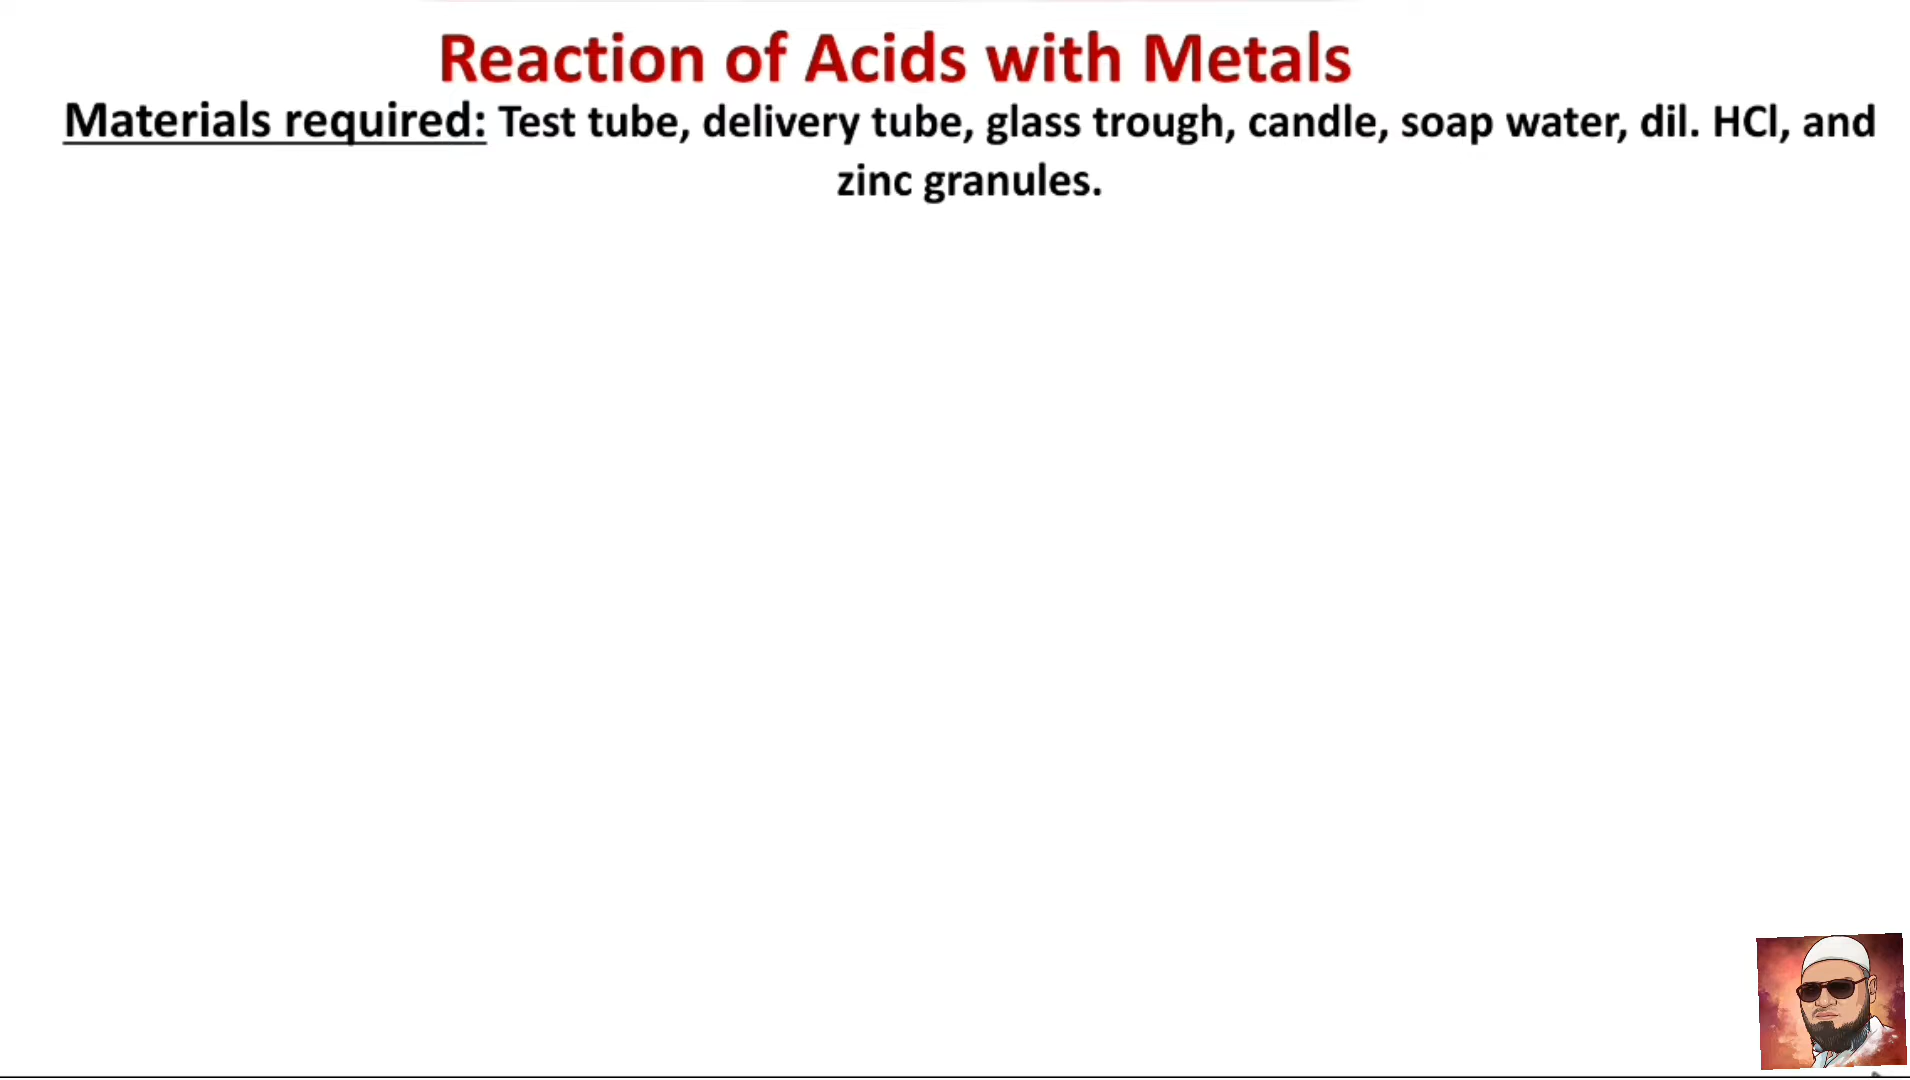 Reaction of Acids with Metals
Materials required: Test tube, delivery tube, glass trough, candle, soap water, dil. HCl, and
zinc granules.